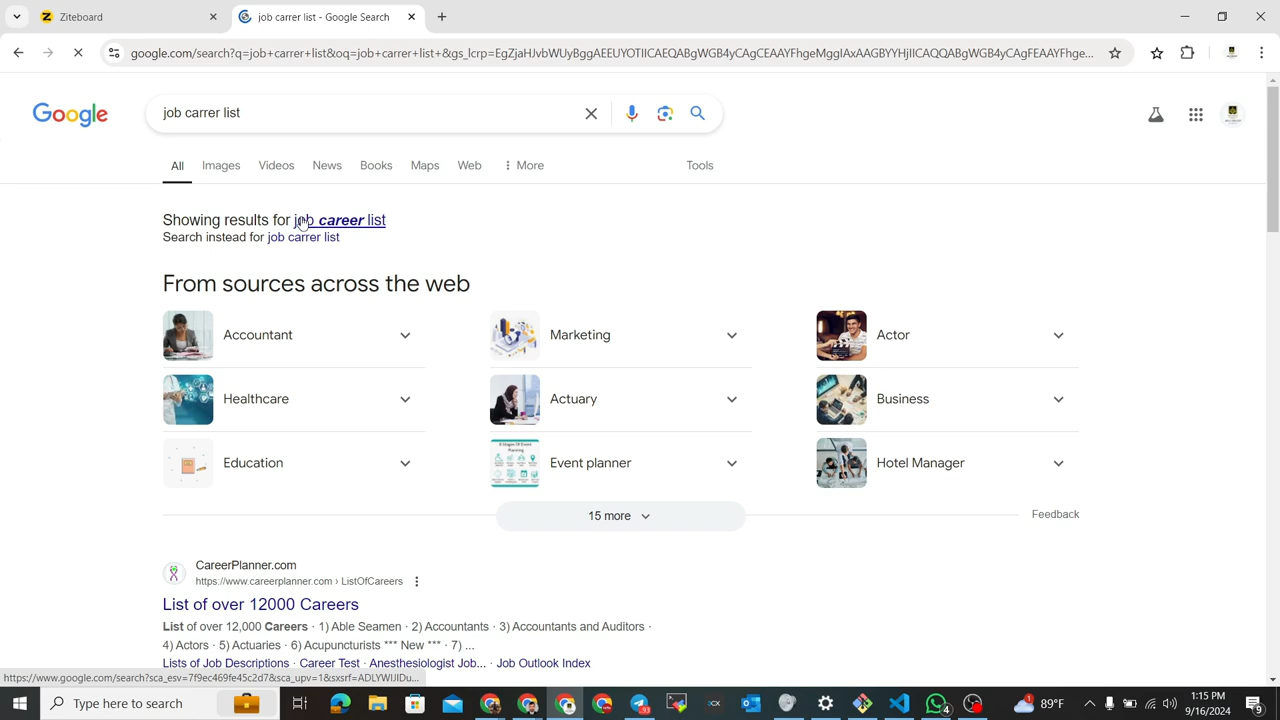 Ziteboard
job carrer list - Google Search
google.com/search?q=job+carrer+list&oq=job+carrer+list+&gs_lcrp=EgZjaHJvbWUyBggAEEUYOTIICAEQABgWGB4yCAgCEAAYFhgeMggIAxAAGBYYHjIICAQQABgWGB4yCAgFEAAYFhge...
Google
job carrer list
All Images Videos News Books Maps Web More Tools
Showing results for job career list
Search instead for job carrer list
From sources across the web
Accountant Marketing Actor
Healthcare Actuary Business
Education Event planner Hotel Manager
15 more
Feedback
CareerPlanner.com
https://www.careerplanner.com › ListOfCareers
List of over 12000 Careers
List of over 12,000 Careers · 1) Able Seamen · 2) Accountants · 3) Accountants and Auditors ·
4) Actors · 5) Actuaries · 6) Acupuncturists *** New *** · 7) ...
Lists of Job Descriptions · Career Test · Anesthesiologist Job... · Job Outlook Index
https://www.google.com/search?sca_esv=7f9ec469fe45c2d7&sca_upv=1&sxsrf=ADLYWIJlDu...
Type here to search
93
4
1
89°F
1:15 PM
9/16/2024
9